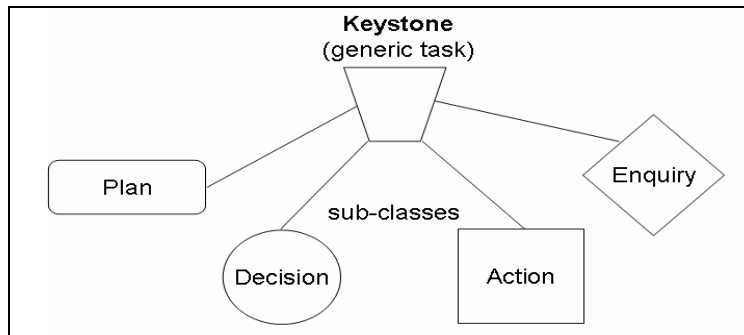 Keystone
(generic task)
Plan
Enquiry
sub-classes
Decision
Action